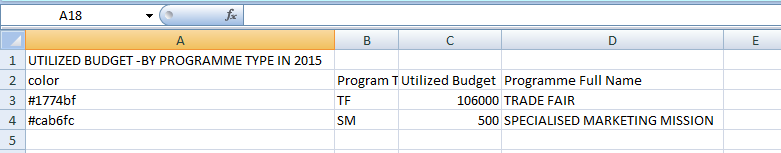 A18 fx
A B C D E
1 UTILIZED BUDGET -BY PROGRAMME TYPE IN 2015
2 color Program T Utilized Budget Programme Full Name
3 #1774bf TF 106000 TRADE FAIR
4 #cab6fc SM 500 SPECIALISED MARKETING MISSION
5